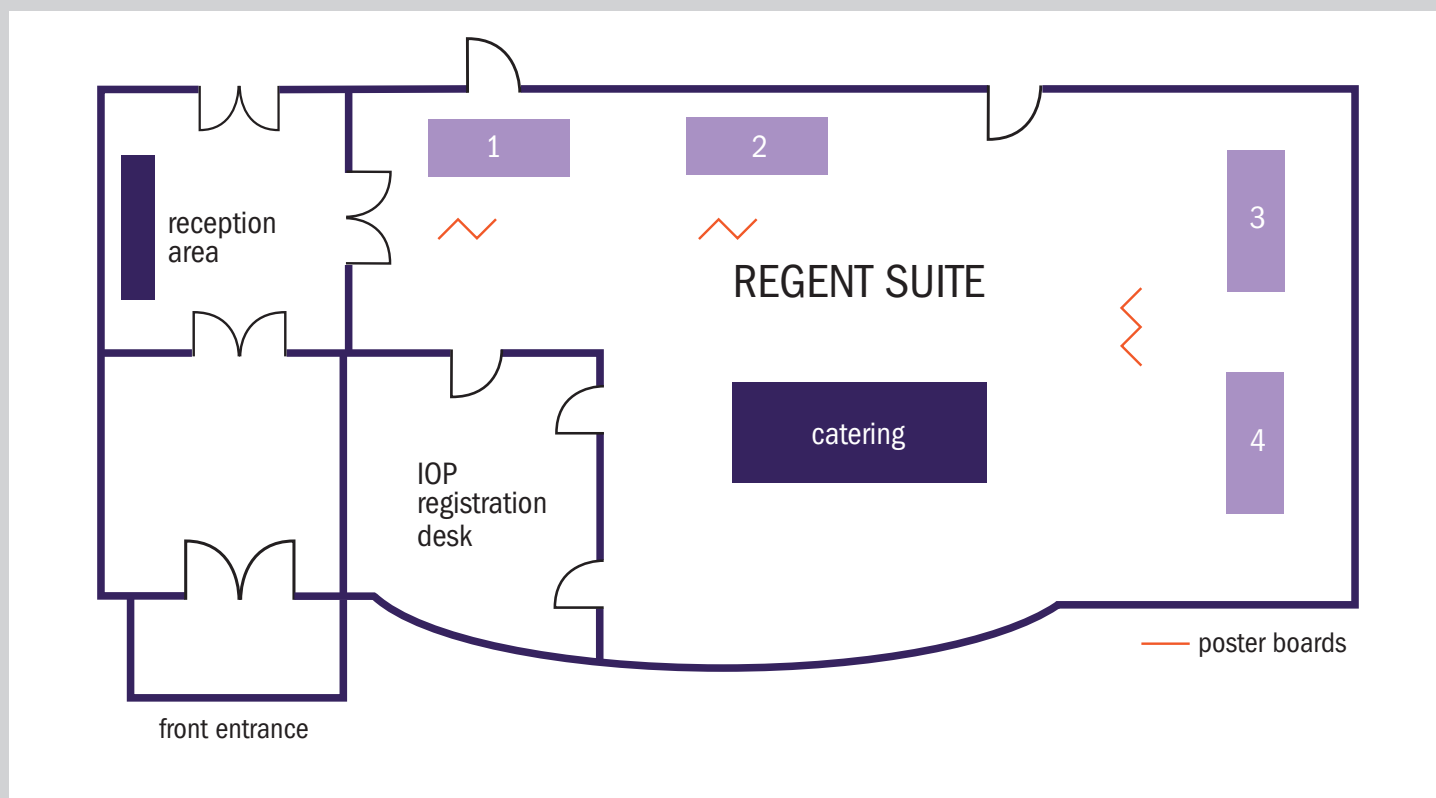 1
2
3
reception
area
REGENT SUITE
catering
4
IOP
registration
desk
poster boards
front entrance